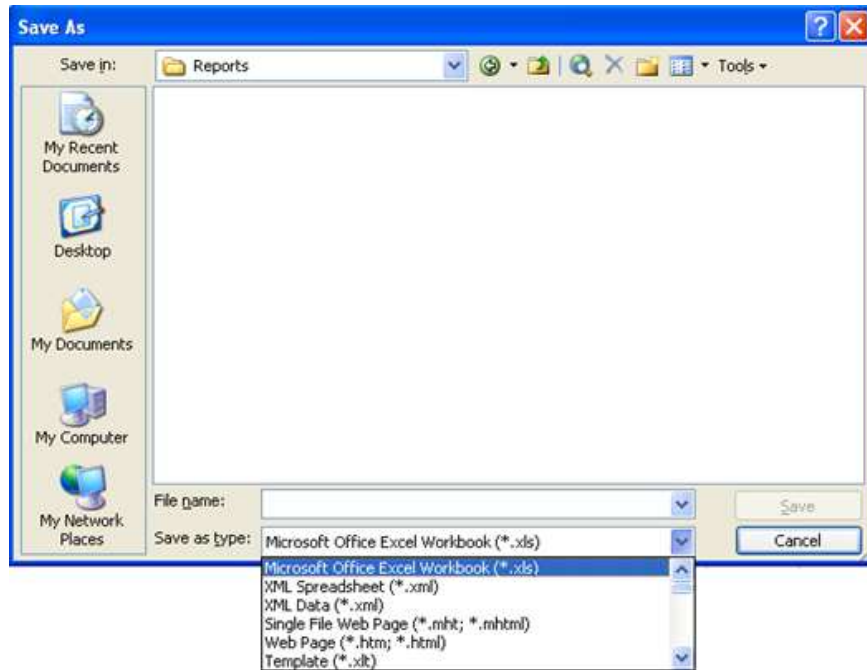 Save As
Save in:
Reports
Tools
My Recent
Documents
Desktop
My Documents
My Computer
My Network
Places
File name:
Save
Save as type:
Microsoft Office Excel Workbook (*.xls)
Cancel
Microsoft Office Excel Workbook (*.xls)
XML Spreadsheet (*.xml)
XML Data (*.xml)
Single File Web Page (*.mht; *.mhtml)
Web Page (*.htm; *.html)
Template (*.xlt)